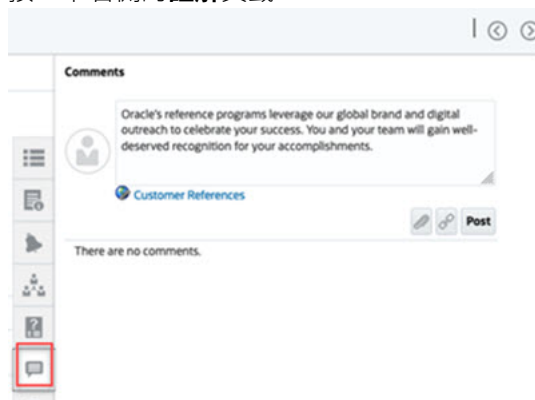 Comments
Oracle's reference programs leverage our global brand and digital
outreach to celebrate your success. You and your team will gain well-
deserved recognition for your accomplishments.
Customer References
Post
There are no comments.